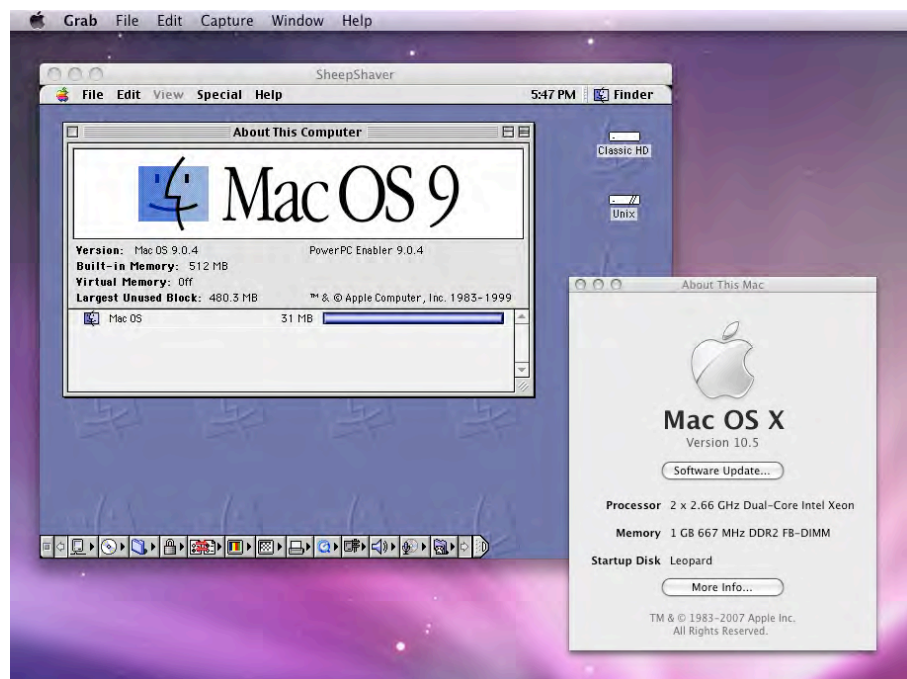 Grab File Edit Capture Window Help
SheepShaver
File Edit View Special Help 5:47 PM Finder
About This Computer
Mac OS 9
Classic HD
Unix
Version: Mac OS 9.0.4 PowerPC Enabler 9.0.4
Built-in Memory: 512 MB
Virtual Memory: Off
Largest Unused Block: 480.3 MB ™ & © Apple Computer, Inc. 1983-1999
Mac OS 31 MB
About This Mac
Mac OS X
Version 10.5
Software Update...
Processor 2 x 2.66 GHz Dual-Core Intel Xeon
Memory 1 GB 667 MHz DDR2 FB-DIMM
Startup Disk Leopard
More Info...
TM & © 1983-2007 Apple Inc.
All Rights Reserved.